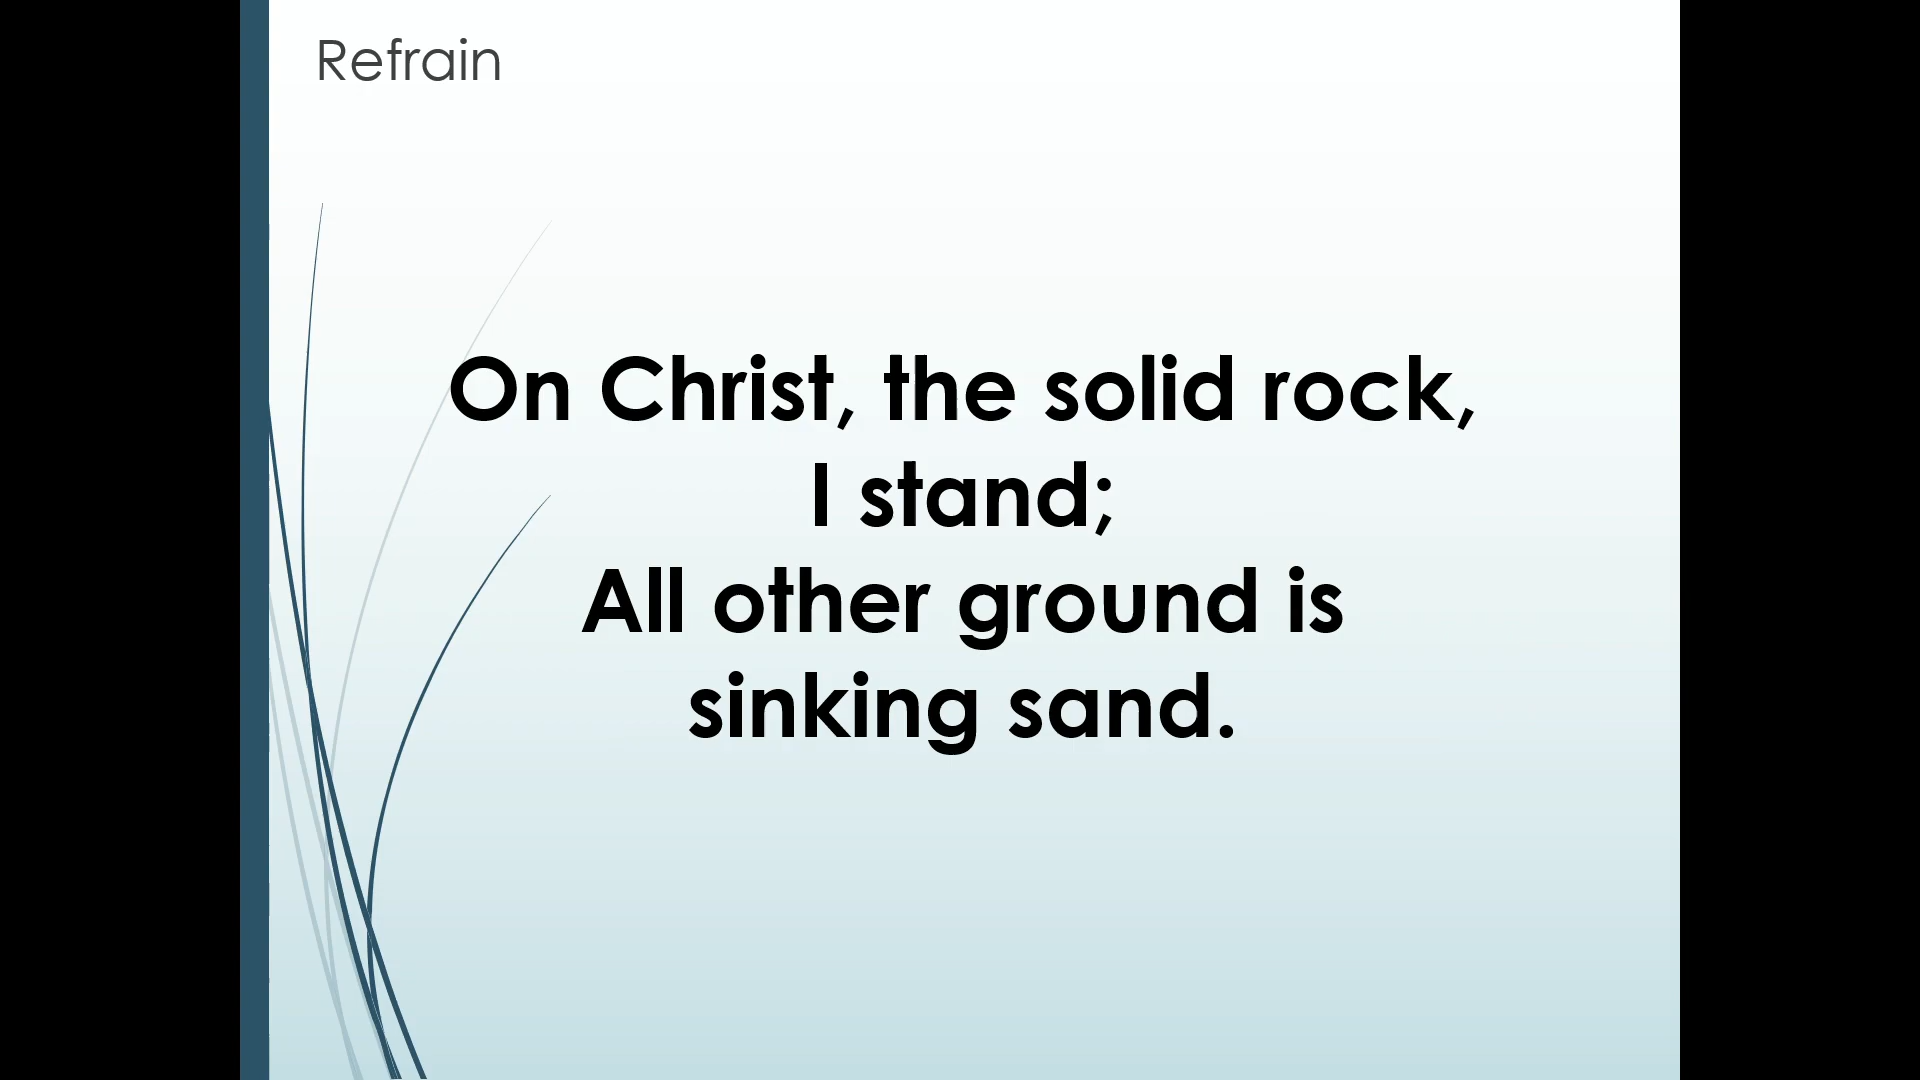 Refrain
On Christ, the solid rock,
I stand;
All other ground is
sinking sand.